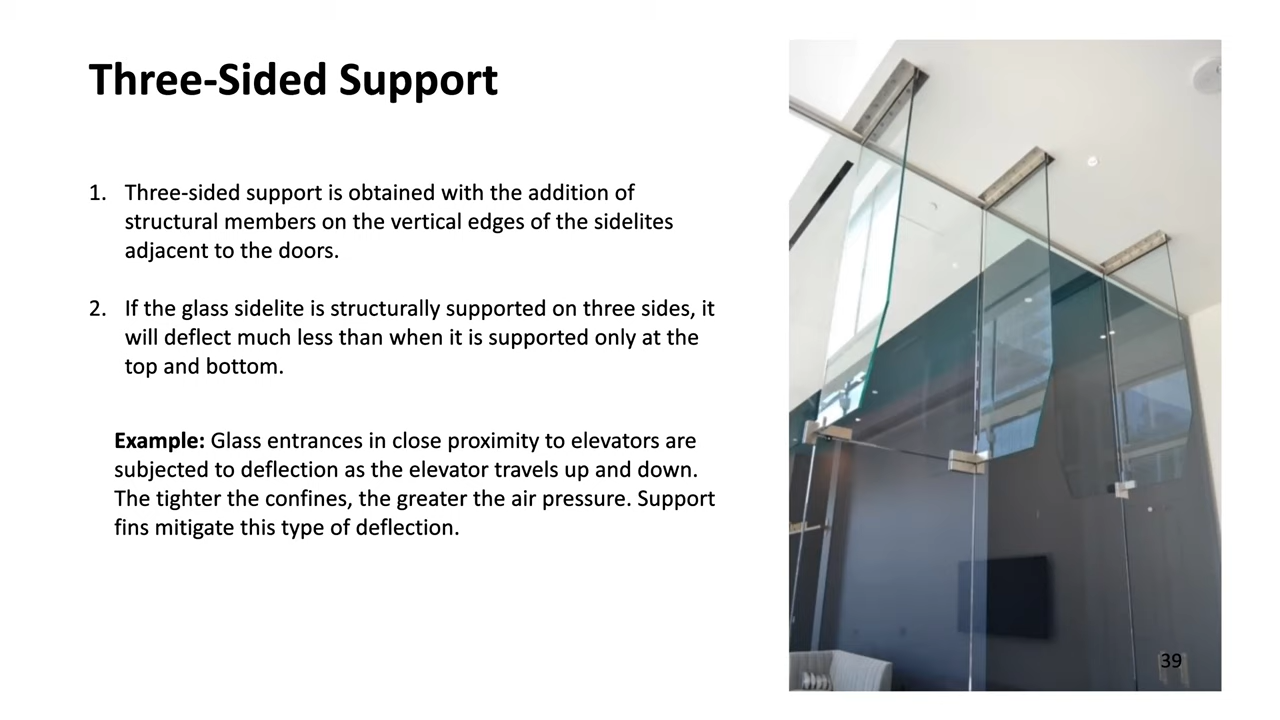 Three-Sided Support
1. Three-sided support is obtained with the addition of
structural members on the vertical edges of the sidelites
adjacent to the doors.
2. If the glass sidelite is structurally supported on three sides, it
will deflect much less than when it is supported only at the
top and bottom.
Example: Glass entrances in close proximity to elevators are
subjected to deflection as the elevator travels up and down.
The tighter the confines, the greater the air pressure. Support
fins mitigate this type of deflection.
39